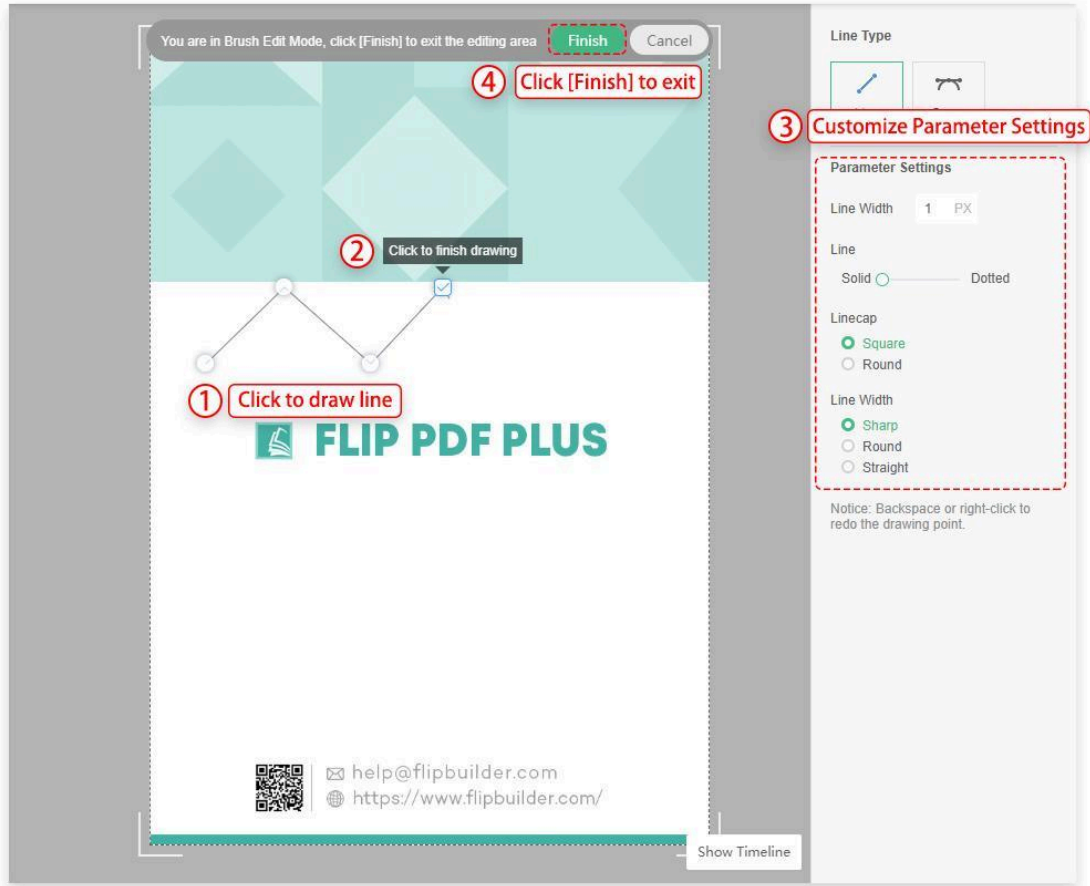 You are in Brush Edit Mode, click [Finish] to exit the editing area
Finish
Cancel
④ Click [Finish] to exit
② Click to finish drawing
① Click to draw line
FLIP PDF PLUS
help@flipbuilder.com
https://www.flipbuilder.com/
Show Timeline
Line Type
③ Customize Parameter Settings
Parameter Settings
Line Width 1 PX
Line
Solid Dotted
Linecap
Square
Round
Line Width
Sharp
Round
Straight
Notice: Backspace or right-click to
redo the drawing point.